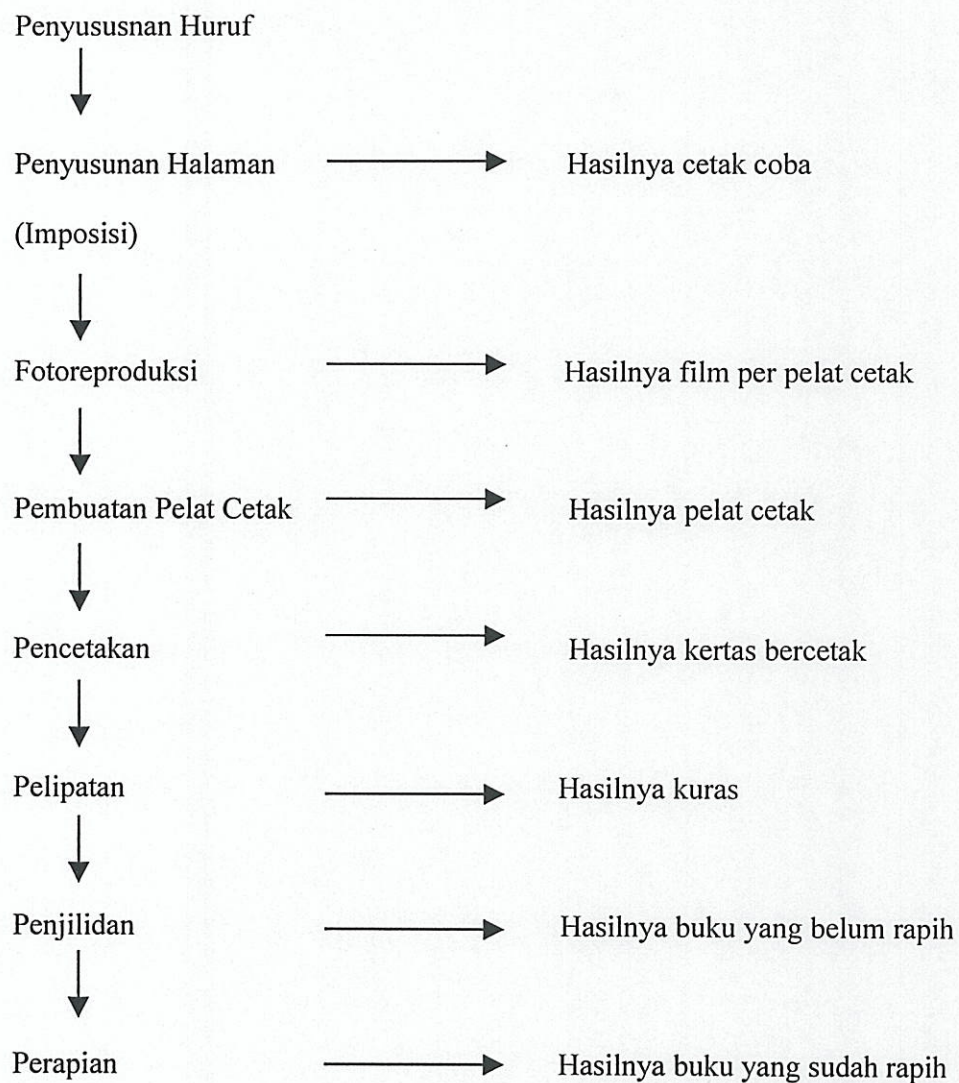 Penyususnan Huruf
Penyusunan Halaman
Hasilnya cetak coba
(Imposisi)
Fotoreproduksi
Hasilnya film per pelat cetak
Pembuatan Pelat Cetak
Hasilnya pelat cetak
Pencetakan
Hasilnya kertas bercetak
Pelipatan
Hasilnya kuras
Penjilidan
Hasilnya buku yang belum rapih
Perapian
Hasilnya buku yang sudah rapih